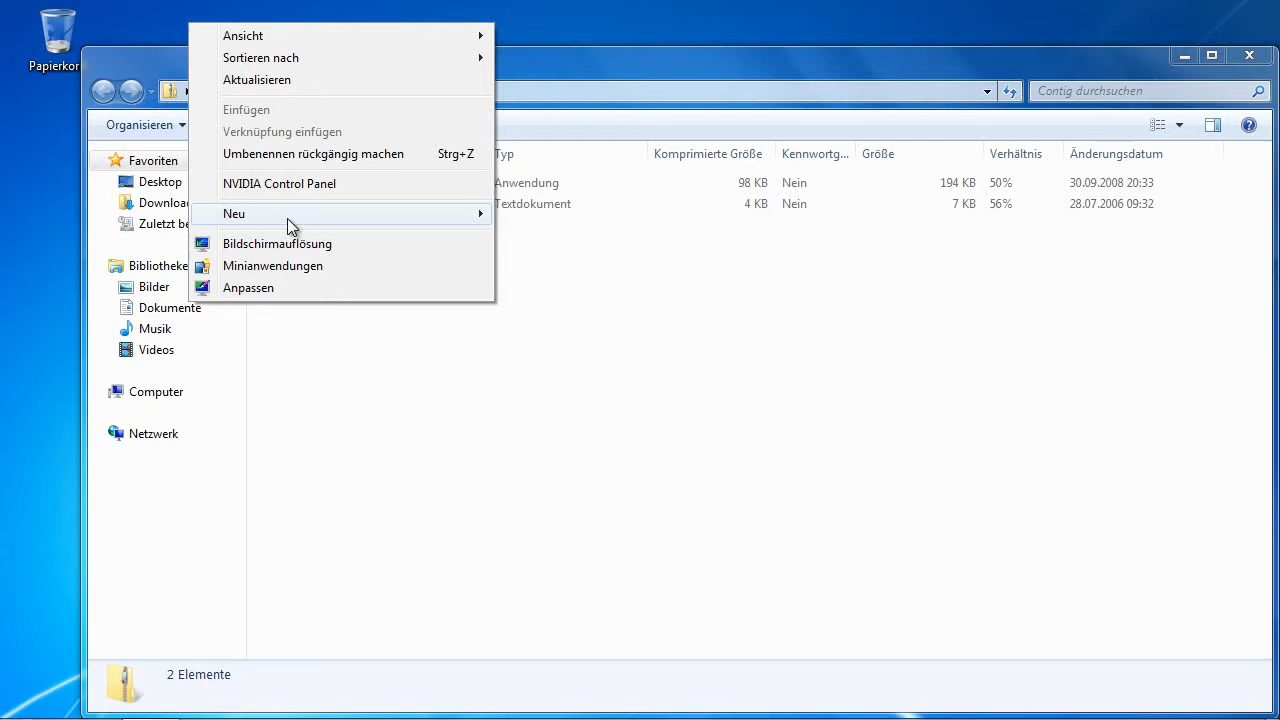 Papierkor
Ansicht
Sortieren nach
Aktualisieren
Einfügen
Verknüpfung einfügen
Umbenennen rückgängig machen Strg+Z
NVIDIA Control Panel
Neu
Bildschirmauflösung
Minianwendungen
Anpassen
Contig durchsuchen
Organisieren
Typ Komprimierte Größe Kennwortg... Größe Verhältnis Änderungsdatum
Anwendung 98 KB Nein 194 KB 50% 30.09.2008 20:33
Textdokument 4 KB Nein 7 KB 56% 28.07.2006 09:32
Favoriten
Desktop
Downloa
Zuletzt be
Bibliotheke
Bilder
Dokumente
Musik
Videos
Computer
Netzwerk
2 Elemente